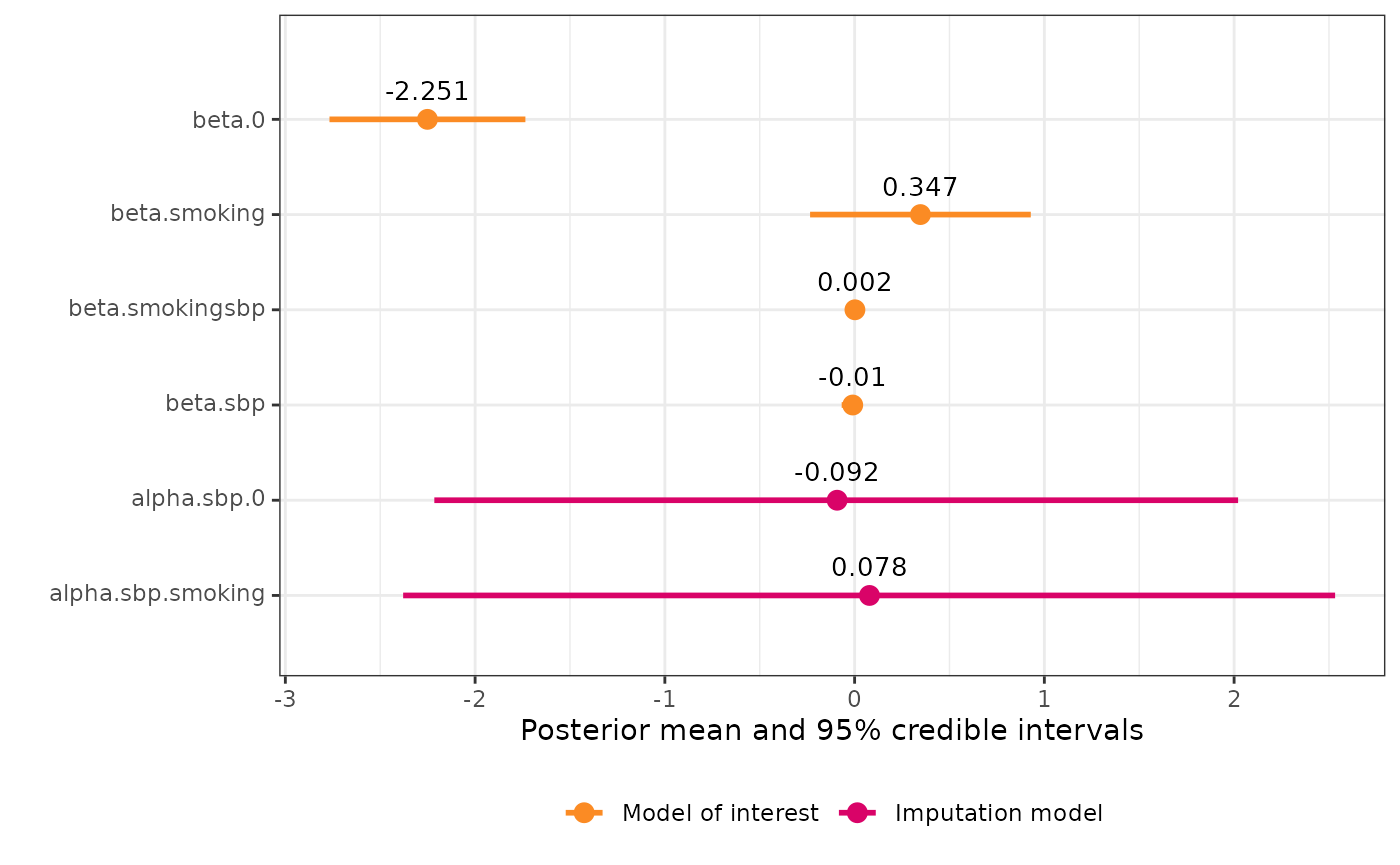 -2.251
beta.0
0.347
beta.smoking
0.002
beta.smokingsbp
-0.01
beta.sbp
-0.092
alpha.sbp.0
0.078
alpha.sbp.smoking
-3 -2 -1 0 1 2
Posterior mean and 95% credible intervals
Model of interest Imputation model